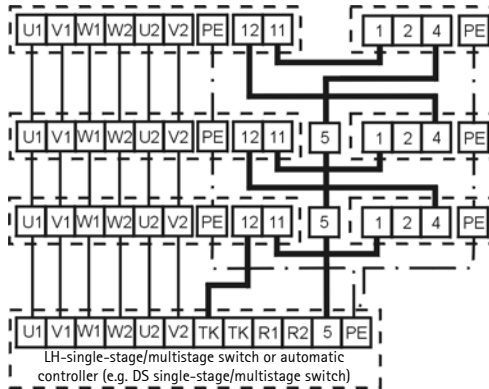 U1 V1 W1 W2 U2 V2 PE 12 11 1 2 4 PE
U1 V1 W1 W2 U2 V2 PE 12 11 5 1 2 4 PE
U1 V1 W1 W2 U2 V2 PE 12 11 5 1 2 4 PE
U1 V1 W1 W2 U2 V2 TK TK R1 R2 5 PE
LH-single-stage/multistage switch or automatic
controller (e.g. DS single-stage/multistage switch)